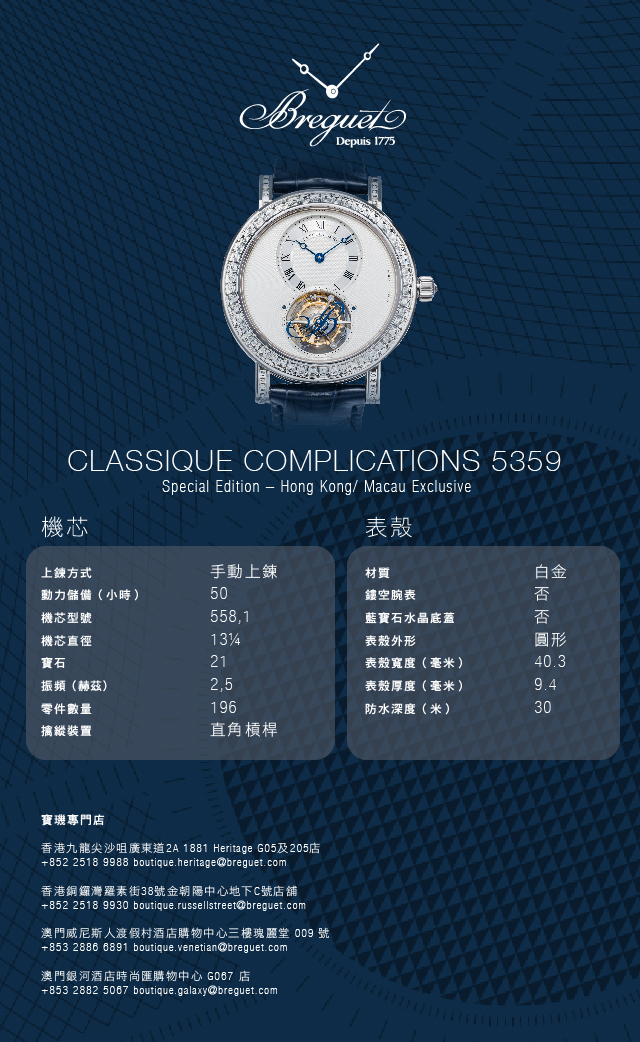 Breguet
Depuis 1775
CLASSIQUE COMPLICATIONS 5359
Special Edition – Hong Kong/ Macau Exclusive
機芯
上鍊方式 手動上鍊
動力儲備（小時） 50
機芯型號 558,1
機芯直徑 13¼
寶石 21
振頻（赫茲） 2,5
零件數量 196
擒縱裝置 直角槓桿
表殼
材質 白金
鏤空腕表 否
藍寶石水晶底蓋 否
表殼外形 圓形
表殼寬度（毫米） 40.3
表殼厚度（毫米） 9.4
防水深度（米） 30
寶璣專門店
香港九龍尖沙咀廣東道2A 1881 Heritage G05及205店
+852 2518 9988 boutique.heritage@breguet.com
香港銅鑼灣羅素街38號金朝陽中心地下C號店舖
+852 2518 9930 boutique.russellstreet@breguet.com
澳門威尼斯人渡假村酒店購物中心三樓瑰麗堂 009 號
+853 2886 6891 boutique.venetian@breguet.com
澳門銀河酒店時尚匯購物中心 G067 店
+853 2882 5067 boutique.galaxy@breguet.com